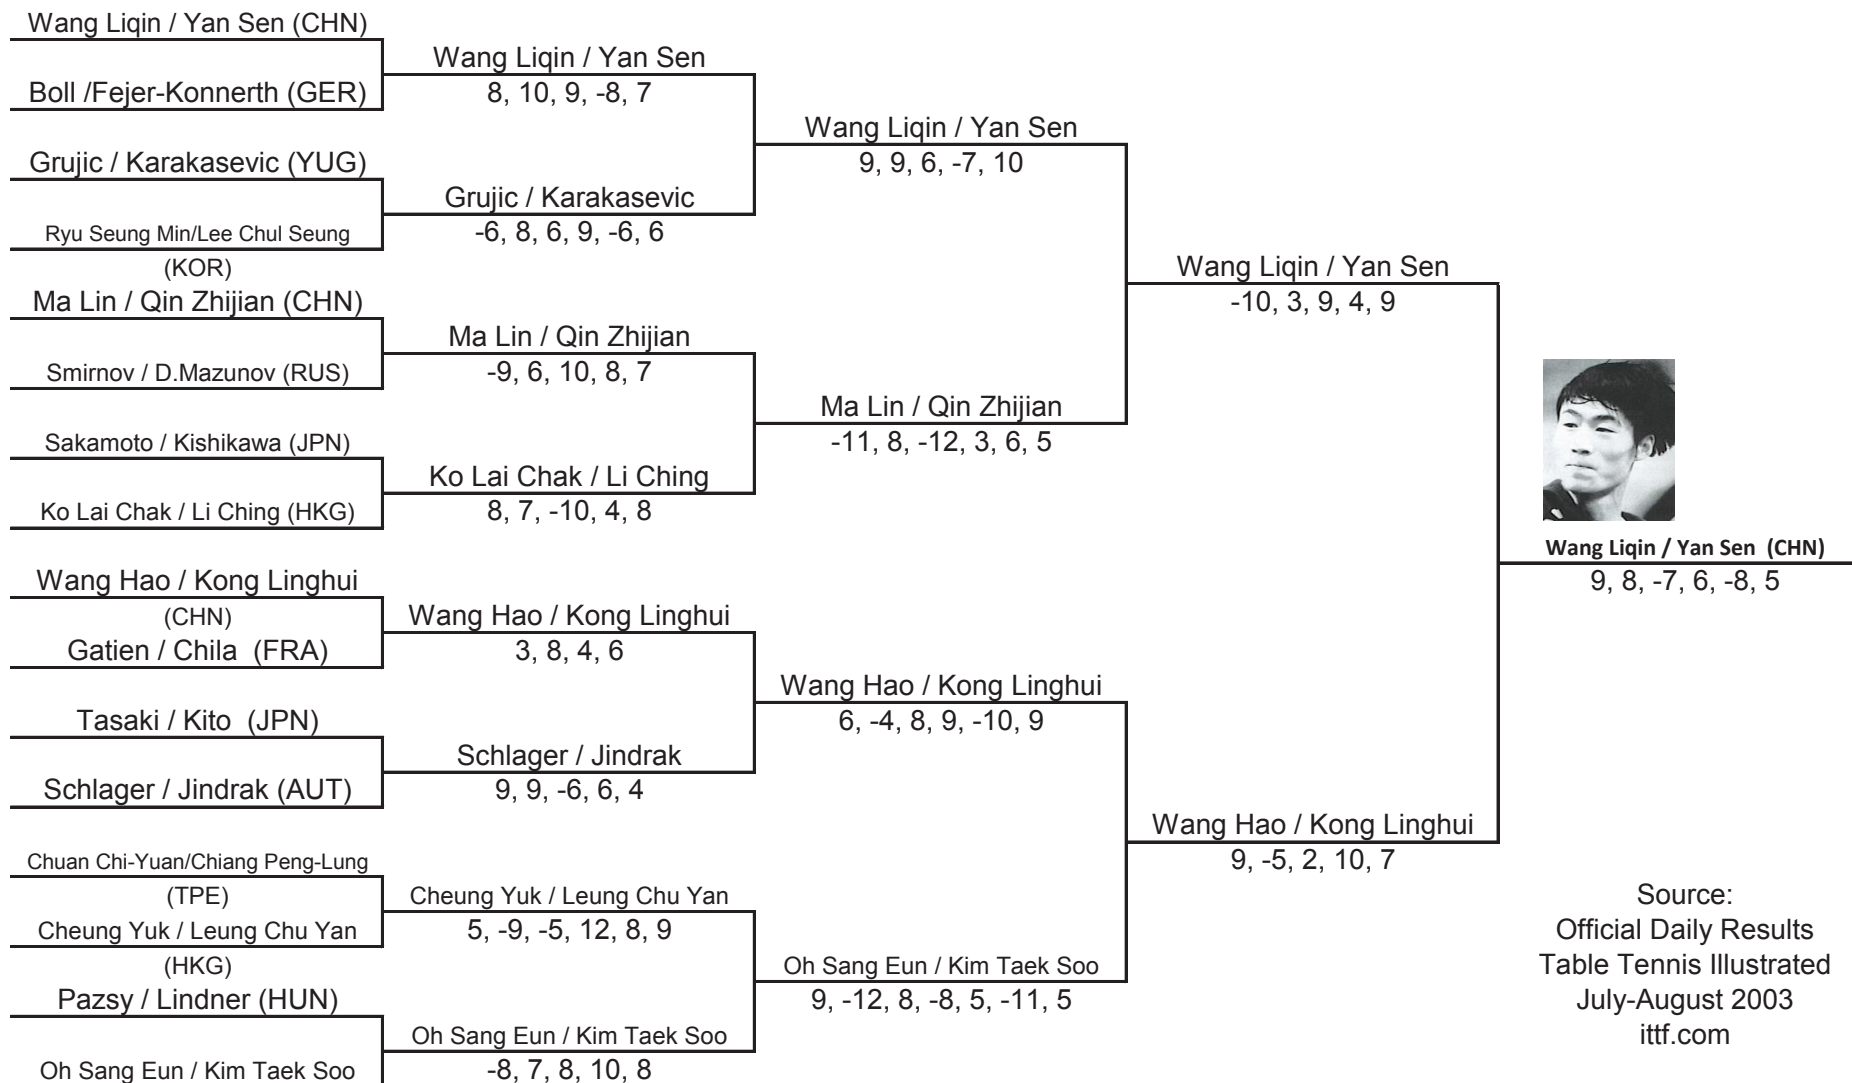 Wang Liqin / Yan Sen (CHN)
Boll /Fejer-Konnerth (GER)
Grujic / Karakasevic (YUG)
Ryu Seung Min/Lee Chul Seung
(KOR)
Ma Lin / Qin Zhijian (CHN)
Smirnov / D.Mazunov (RUS)
Sakamoto / Kishikawa (JPN)
Ko Lai Chak / Li Ching (HKG)
Wang Hao / Kong Linghui
(CHN)
Gatien / Chila (FRA)
Tasaki / Kito (JPN)
Schlager / Jindrak (AUT)
Chuan Chi-Yuan/Chiang Peng-Lung
(TPE)
Cheung Yuk / Leung Chu Yan
(HKG)
Pazsy / Lindner (HUN)
Oh Sang Eun / Kim Taek Soo
Wang Liqin / Yan Sen
8, 10, 9, -8, 7
Grujic / Karakasevic
-6, 8, 6, 9, -6, 6
Ma Lin / Qin Zhijian
-9, 6, 10, 8, 7
Ko Lai Chak / Li Ching
8, 7, -10, 4, 8
Wang Hao / Kong Linghui
3, 8, 4, 6
Schlager / Jindrak
9, 9, -6, 6, 4
Cheung Yuk / Leung Chu Yan
5, -9, -5, 12, 8, 9
Oh Sang Eun / Kim Taek Soo
-8, 7, 8, 10, 8
Wang Liqin / Yan Sen
9, 9, 6, -7, 10
Ma Lin / Qin Zhijian
-11, 8, -12, 3, 6, 5
Wang Hao / Kong Linghui
6, -4, 8, 9, -10, 9
Oh Sang Eun / Kim Taek Soo
9, -12, 8, -8, 5, -11, 5
Wang Liqin / Yan Sen
-10, 3, 9, 4, 9
Wang Hao / Kong Linghui
9, -5, 2, 10, 7
Wang Liqin / Yan Sen (CHN)
9, 8, -7, 6, -8, 5
Source:
Official Daily Results
Table Tennis Illustrated
July-August 2003
ittf.com